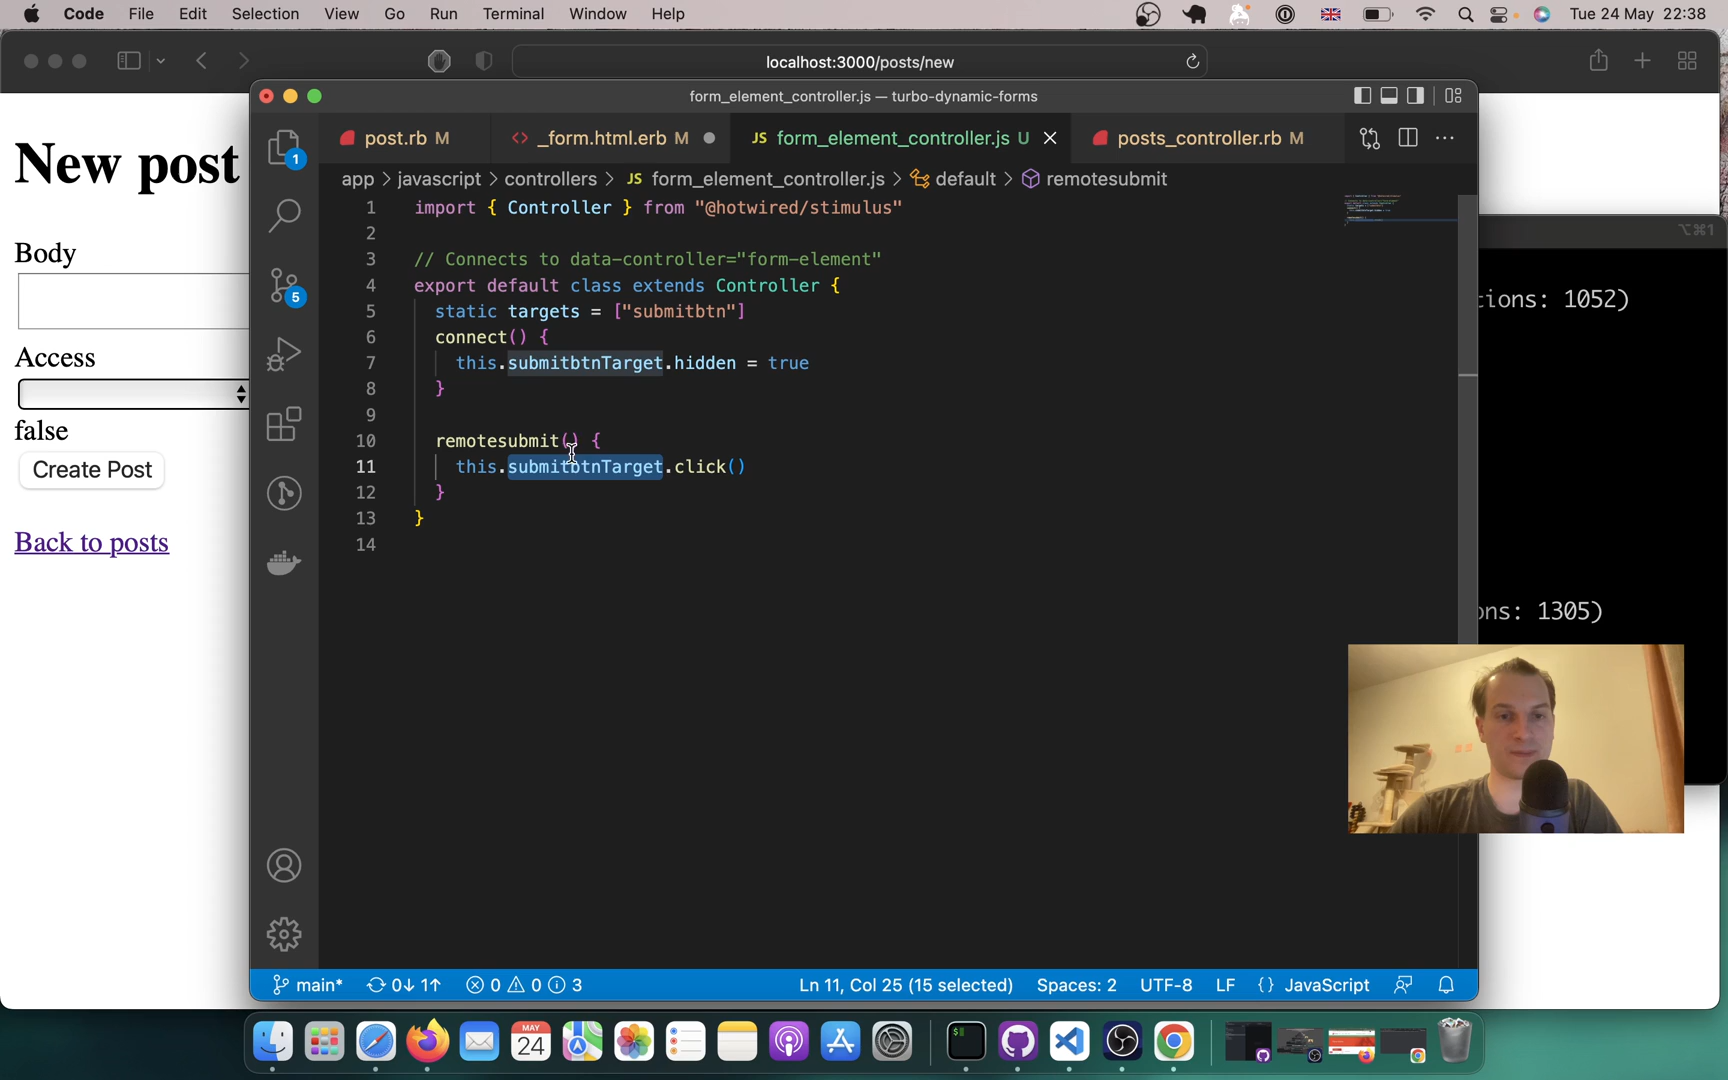 Code File Edit Selection View Go Run Terminal Window Help Tue 24 May 22:38
localhost:3000/posts/new
form_element_controller.js — turbo-dynamic-forms
post.rb M _form.html.erb M JS form_element_controller.js U posts_controller.rb M
app > javascript > controllers > JS form_element_controller.js > default > remotesubmit
1 import { Controller } from "@hotwired/stimulus"
2
3 // Connects to data-controller="form-element"
4 export default class extends Controller {
5 static targets = ["submitbtn"]
6 connect() {
7 this.submitbtnTarget.hidden = true
8 }
9
10 remotesubmit() {
11 this.submitbtnTarget.click()
12 }
13 }
14
1
5
New post
Body
Access
false
Create Post
Back to posts
⌥⌘1
tions: 1052)
ons: 1305)
main* 0↓ 1↑ 0 0 3 Ln 11, Col 25 (15 selected) Spaces: 2 UTF-8 LF {} JavaScript
MAY
24
$